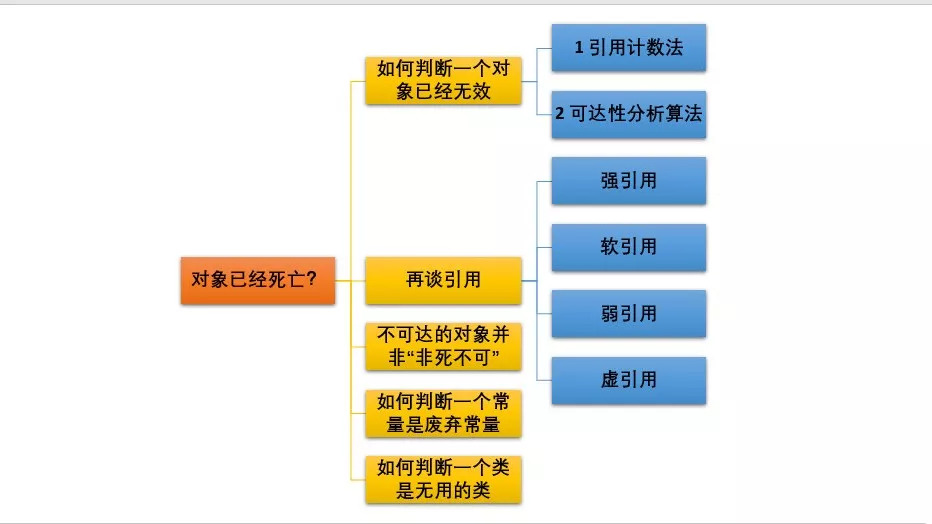 对象已经死亡?
如何判断一个对
象已经无效
1 引用计数法
2 可达性分析算法
再谈引用
强引用
软引用
弱引用
虚引用
不可达的对象并
非“非死不可”
如何判断一个常
量是废弃常量
如何判断一个类
是无用的类